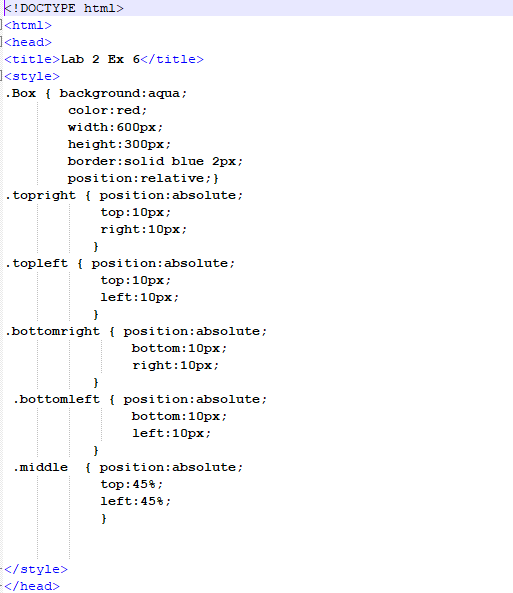 <!DOCTYPE html>
<html>
<head>
<title>Lab 2 Ex 6</title>
<style>
.Box { background:aqua;
color:red;
width:600px;
height:300px;
border:solid blue 2px;
position:relative;}
.topright { position:absolute;
top:10px;
right:10px;
}
.topleft { position:absolute;
top:10px;
left:10px;
}
.bottomright { position:absolute;
bottom:10px;
right:10px;
}
.bottomleft { position:absolute;
bottom:10px;
left:10px;
}
.middle  { position:absolute;
top:45%;
left:45%;
}
</style>
</head>